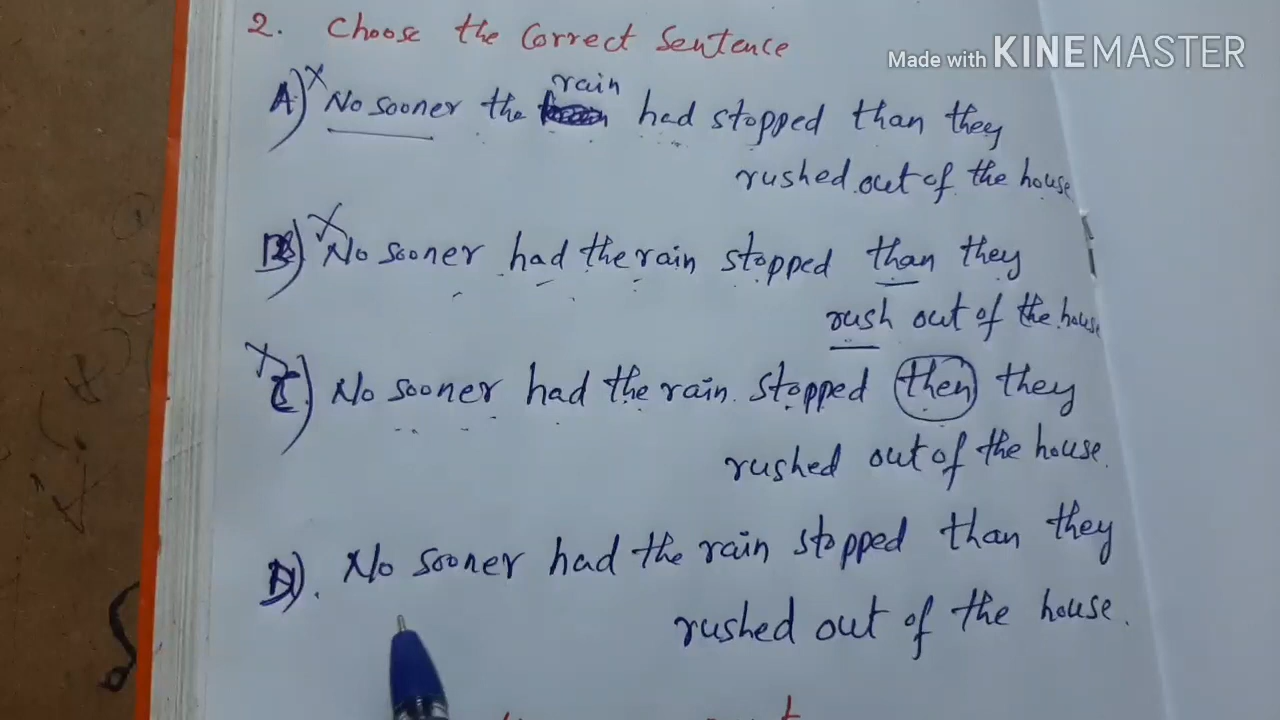 2. Choose the Correct Sentence
Made with KINEMASTER
A) x No sooner the rain had stopped than they
rushed out of the house
B) x No sooner had the rain stopped than they
rush out of the house
x C.) No sooner had the rain stopped then they
rushed out of the house.
D). No sooner had the rain stopped than they
rushed out of the house.